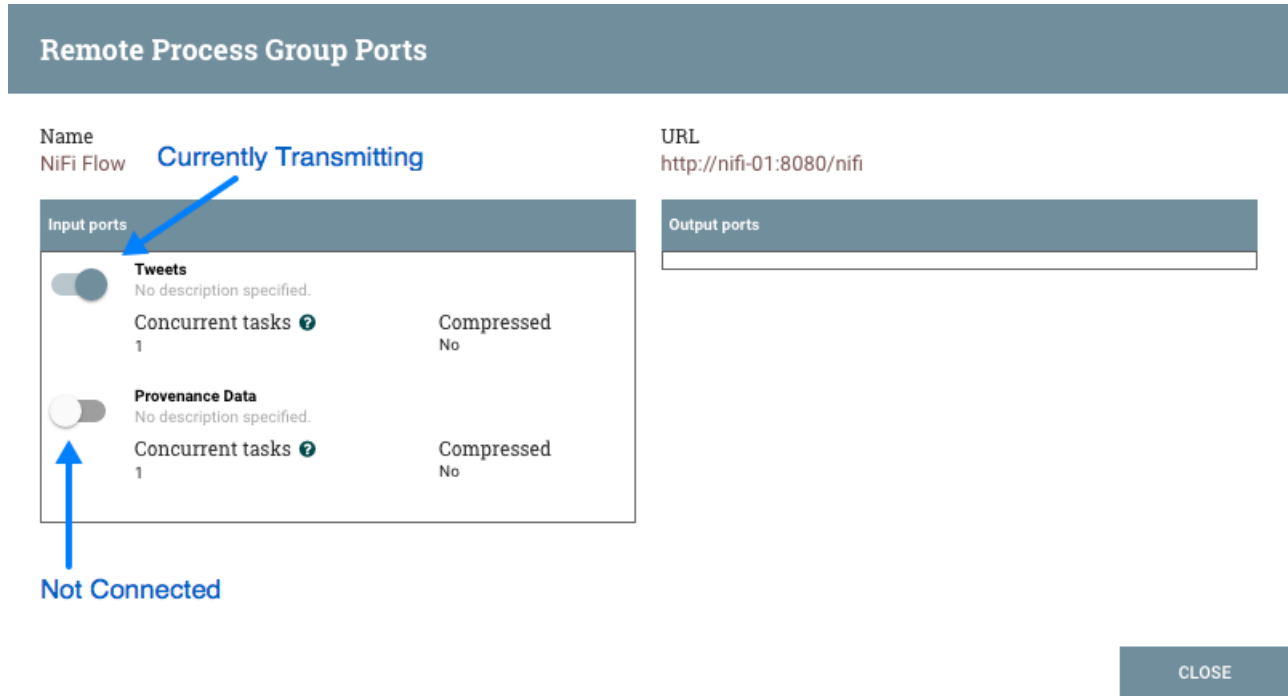 Remote Process Group Ports
Name
NiFi Flow
Currently Transmitting
URL
http://nifi-01:8080/nifi
Input ports
Output ports
Tweets
No description specified.
Concurrent tasks ?
Compressed
1
No
Provenance Data
No description specified.
Concurrent tasks ?
Compressed
1
No
Not Connected
CLOSE